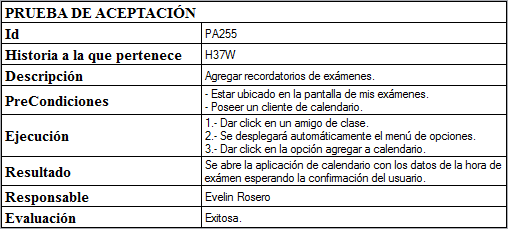 PRUEBA DE ACEPTACIÓN
Id PA255
Historia a la que pertenece H37W
Descripción Agregar recordatorios de exámenes.
PreCondiciones - Estar ubicado en la pantalla de mis exámenes.
- Poseer un cliente de calendario.
Ejecución 1.- Dar click en un amigo de clase.
2.- Se desplegará automáticamente el menú de opciones.
3.- Dar click en la opción agregar a calendario.
Resultado Se abre la aplicación de calendario con los datos de la hora de
exámen esperando la confirmación del usuario.
Responsable Evelin Rosero
Evaluación Exitosa.